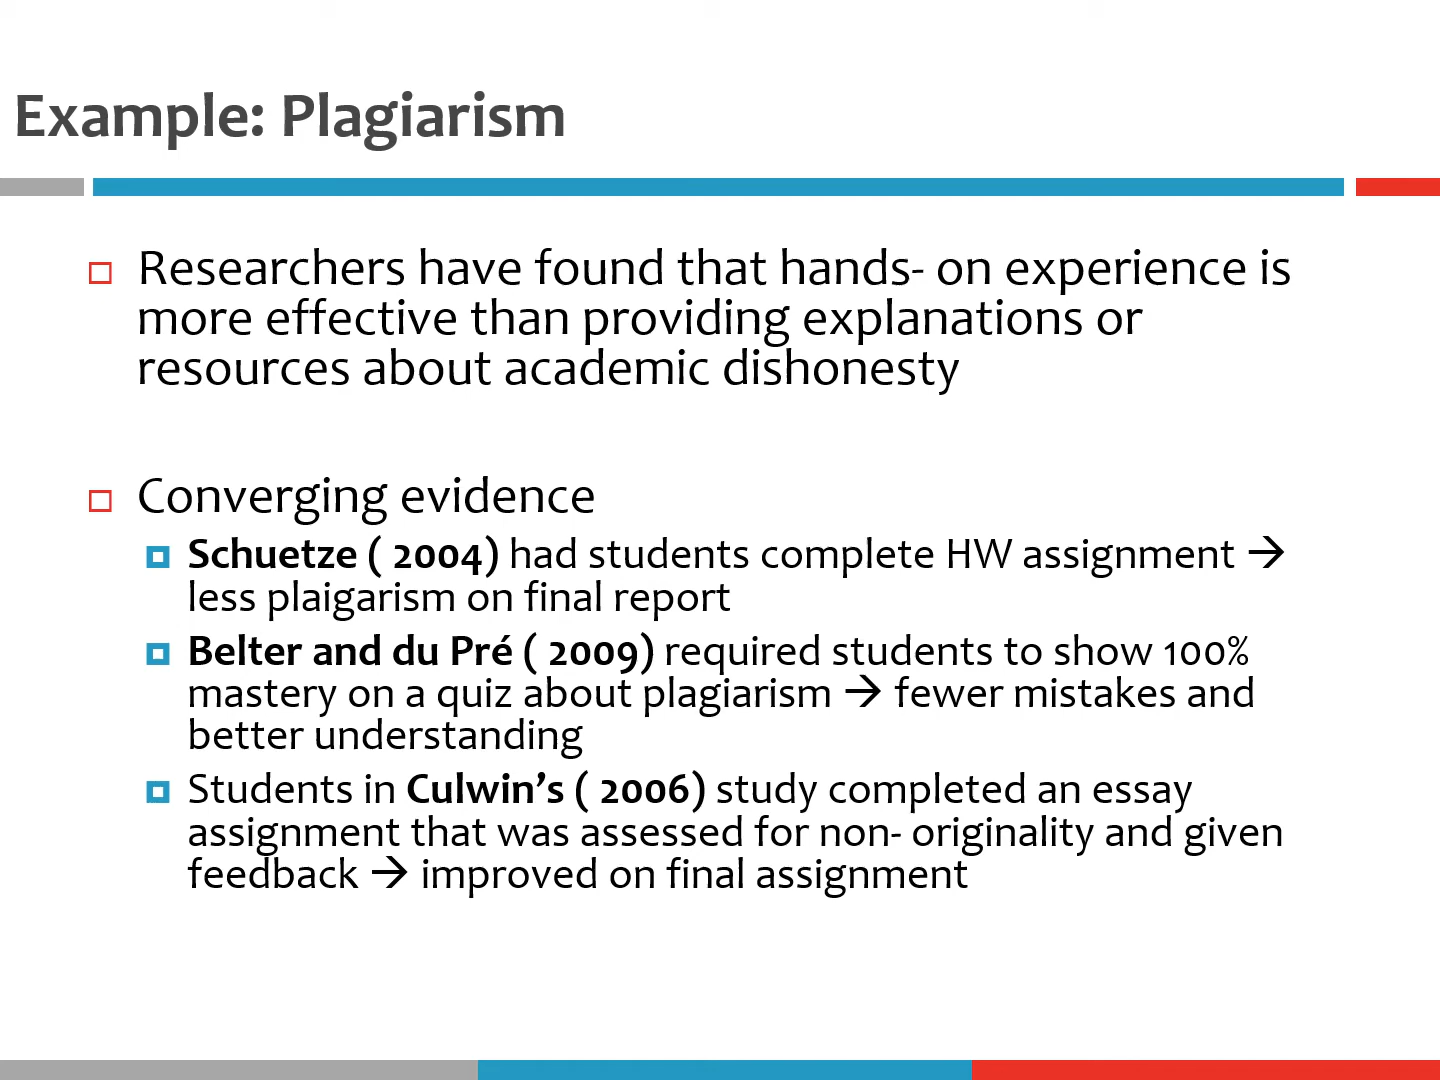 Example: Plagiarism
Researchers have found that hands- on experience is
more effective than providing explanations or
resources about academic dishonesty
Converging evidence
Schuetze ( 2004) had students complete HW assignment →
less plaigarism on final report
Belter and du Pré ( 2009) required students to show 100%
mastery on a quiz about plagiarism → fewer mistakes and
better understanding
Students in Culwin’s ( 2006) study completed an essay
assignment that was assessed for non- originality and given
feedback → improved on final assignment